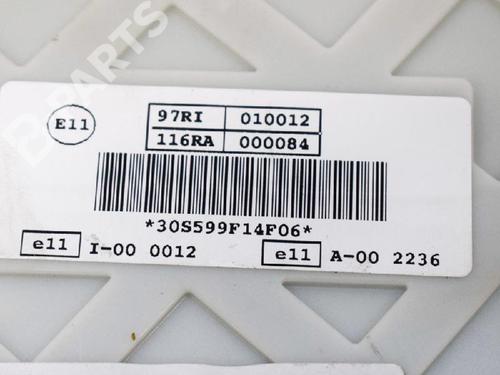 B-PARTS
E11
97RI 010012
116RA 000084
*30S599F14F06*
e11 I-00 0012
e11 A-00 2236